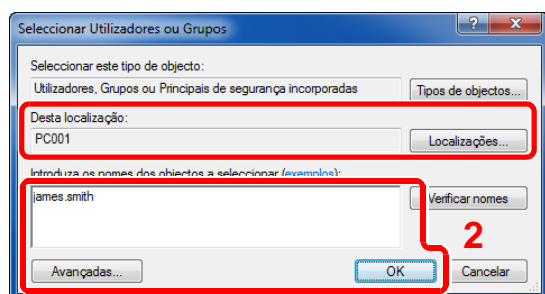 Seleccionar Utilizadores ou Grupos
Seleccionar este tipo de objecto:
Utilizadores, Grupos ou Principais de segurança incorporadas
Tipos de objectos...
Desta localização:
PC001
Localizações...
Introduza os nomes dos objectos a seleccionar (exemplos):
james.smith
Verificar nomes
2
Avançadas...
OK
Cancelar